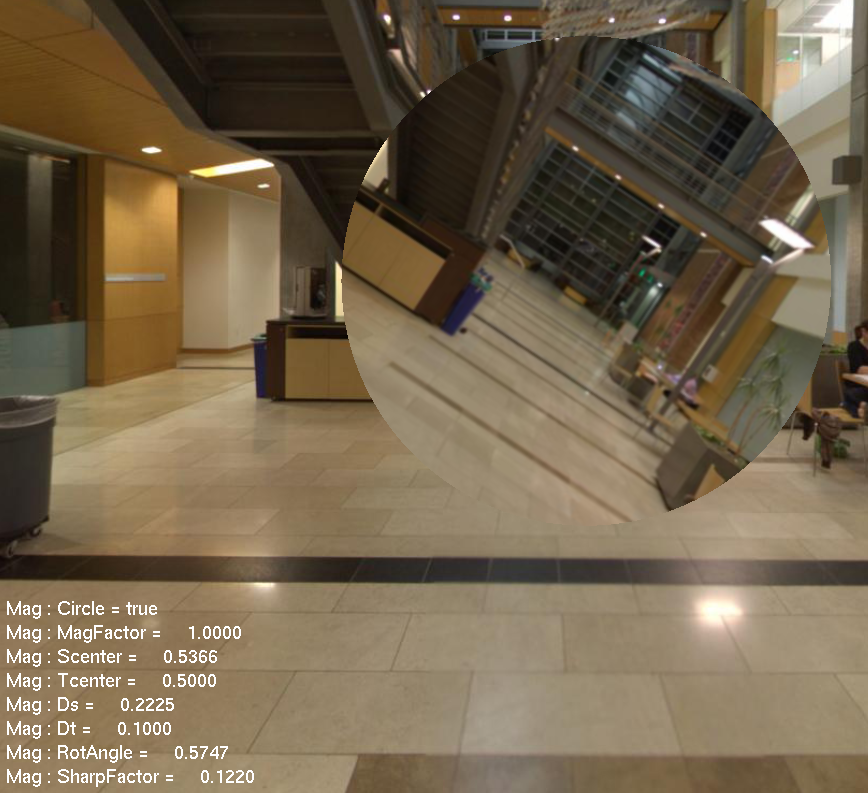 Mag : Circle = true
Mag : MagFactor = 1.0000
Mag : Scenter = 0.5366
Mag : Tcenter = 0.5000
Mag : Ds = 0.2225
Mag : Dt = 0.1000
Mag : RotAngle = 0.5747
Mag : SharpFactor = 0.1220